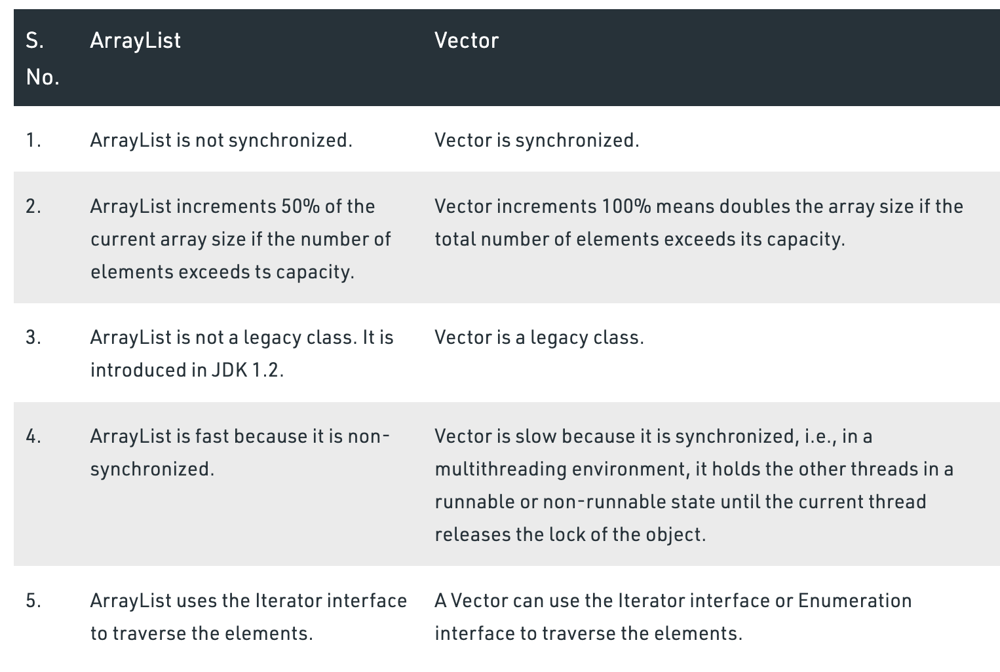 S. No. ArrayList Vector
1. ArrayList is not synchronized. Vector is synchronized.
2. ArrayList increments 50% of the
current array size if the number of
elements exceeds ts capacity.
Vector increments 100% means doubles the array size if the
total number of elements exceeds its capacity.
3. ArrayList is not a legacy class. It is
introduced in JDK 1.2.
Vector is a legacy class.
4. ArrayList is fast because it is non-
synchronized.
Vector is slow because it is synchronized, i.e., in a
multithreading environment, it holds the other threads in a
runnable or non-runnable state until the current thread
releases the lock of the object.
5. ArrayList uses the Iterator interface
to traverse the elements.
A Vector can use the Iterator interface or Enumeration
interface to traverse the elements.